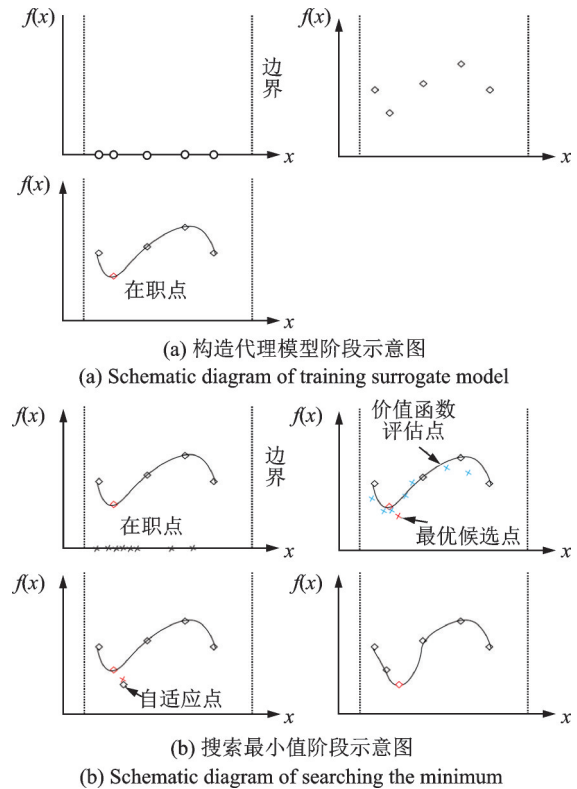 f(x)
边界
x
f(x)
x
f(x)
在职点
x
(a) 构造代理模型阶段示意图
(a) Schematic diagram of training surrogate model
f(x)
边界
在职点
x
f(x)
价值函数
评估点
最优候选点
x
f(x)
自适应点
x
f(x)
x
(b) 搜索最小值阶段示意图
(b) Schematic diagram of searching the minimum